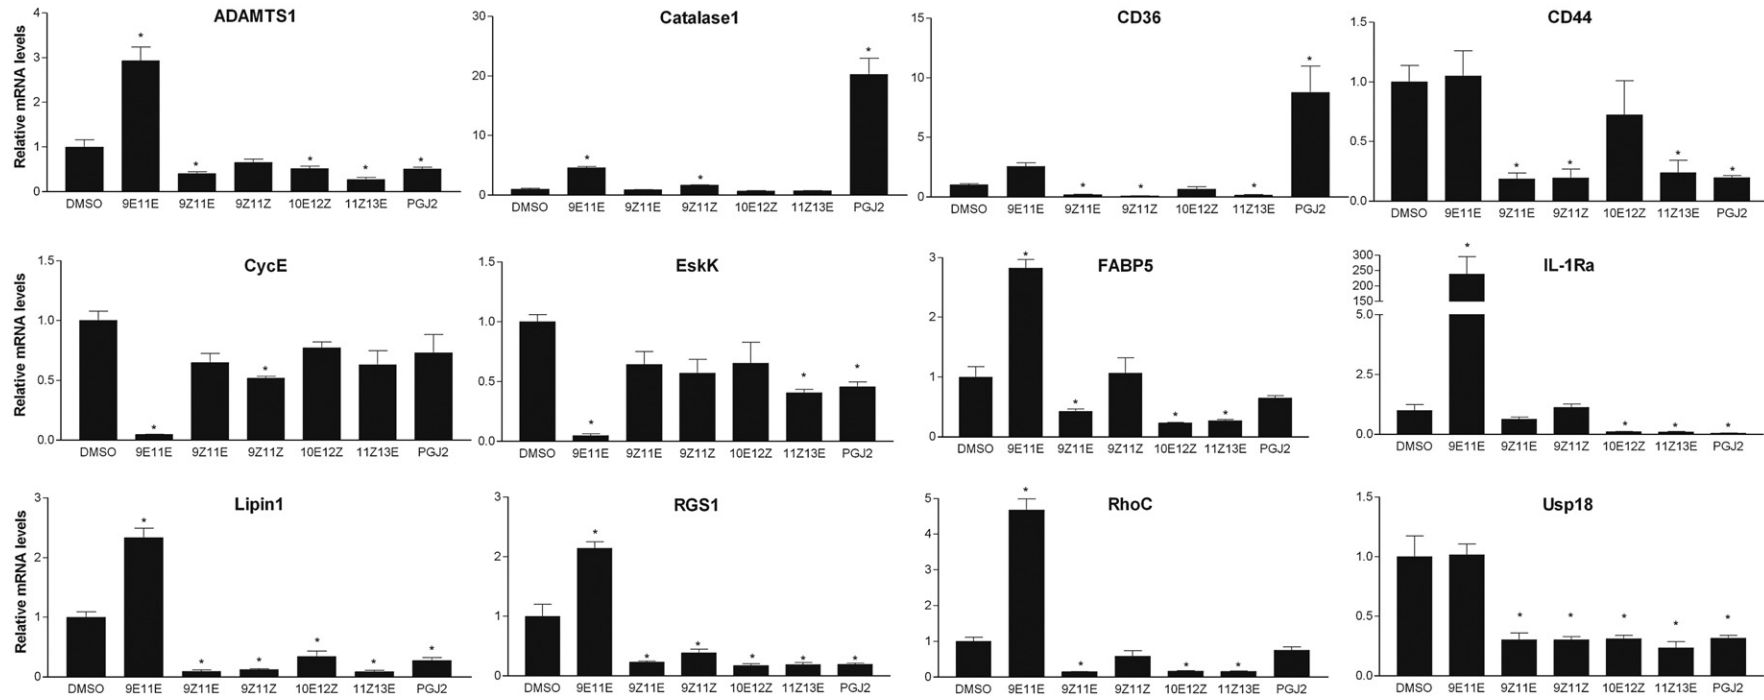 ADAMTS1
Relative mRNA levels
4
3
2
1
0
* * * * *
DMSO 9E11E 9Z11E 9Z11Z 10E12Z 11Z13E PGJ2
Catalase1
30
20
10
0
* * *
DMSO 9E11E 9Z11E 9Z11Z 10E12Z 11Z13E PGJ2
CD36
15
10
5
0
* * * *
DMSO 9E11E 9Z11E 9Z11Z 10E12Z 11Z13E PGJ2
CD44
1.5
1.0
0.5
0.0
* * * *
DMSO 9E11E 9Z11E 9Z11Z 10E12Z 11Z13E PGJ2
CycE
Relative mRNA levels
1.5
1.0
0.5
0.0
* *
DMSO 9E11E 9Z11E 9Z11Z 10E12Z 11Z13E PGJ2
EskK
1.5
1.0
0.5
0.0
* * *
DMSO 9E11E 9Z11E 9Z11Z 10E12Z 11Z13E PGJ2
FABP5
3
2
1
0
* * * *
DMSO 9E11E 9Z11E 9Z11Z 10E12Z 11Z13E PGJ2
IL-1Ra
300
250
200
150
5.0
2.5
0.0
* * * *
DMSO 9E11E 9Z11E 9Z11Z 10E12Z 11Z13E PGJ2
Lipin1
Relative mRNA levels
3
2
1
0
* * * * * *
DMSO 9E11E 9Z11E 9Z11Z 10E12Z 11Z13E PGJ2
RGS1
3
2
1
0
* * * * * *
DMSO 9E11E 9Z11E 9Z11Z 10E12Z 11Z13E PGJ2
RhoC
5
4
3
2
1
0
* * * *
DMSO 9E11E 9Z11E 9Z11Z 10E12Z 11Z13E PGJ2
Usp18
1.5
1.0
0.5
0.0
* * * * *
DMSO 9E11E 9Z11E 9Z11Z 10E12Z 11Z13E PGJ2